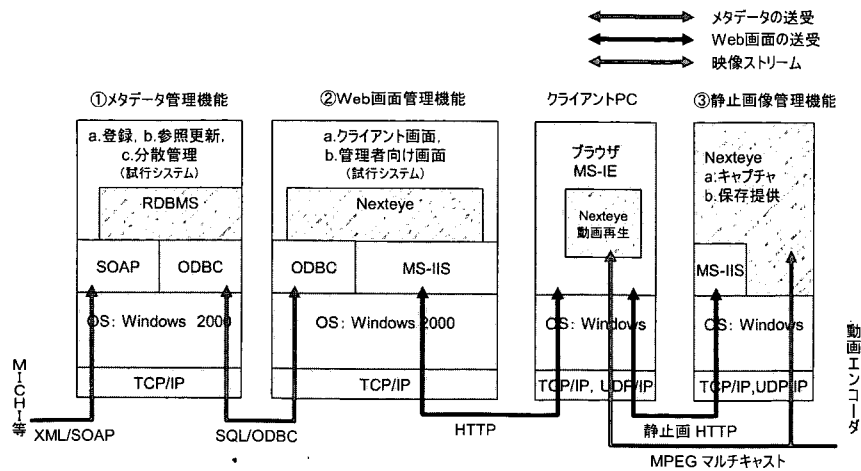 メタデータの送受
Web画面の送受
映像ストリーム
①メタデータ管理機能
a.登録, b.参照更新,
c.分散管理
(試行システム)
RDBMS
SOAP
ODBC
OS: Windows 2000
TCP/IP
②Web画面管理機能
a.クライアント画面,
b.管理者向け画面
(試行システム)
Nexteye
ODBC
MS-IIS
OS: Windows 2000
TCP/IP
クライアントPC
ブラウザ
MS-IE
Nexteye
動画再生
OS: Windows
TCP/IP, UDP/IP
③静止画像管理機能
Nexteye
a:キャプチャ
b.保存提供
MS-IIS
OS: Windows
TCP/IP,UDP/IP
MICHI等
動画エンコーダ
XML/SOAP
SQL/ODBC
HTTP
静止画 HTTP
MPEG マルチキャスト